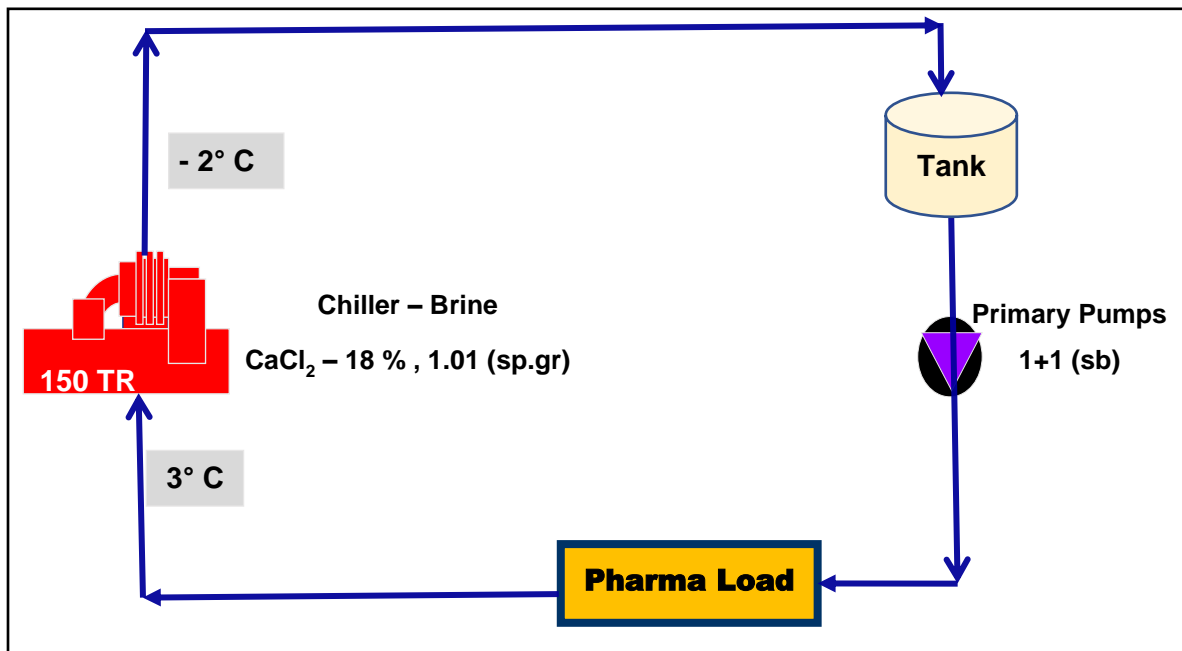 - 2° C
Tank
Chiller – Brine
CaCl₂ – 18 % , 1.01 (sp.gr)
Primary Pumps
1+1 (sb)
150 TR
3° C
Pharma Load